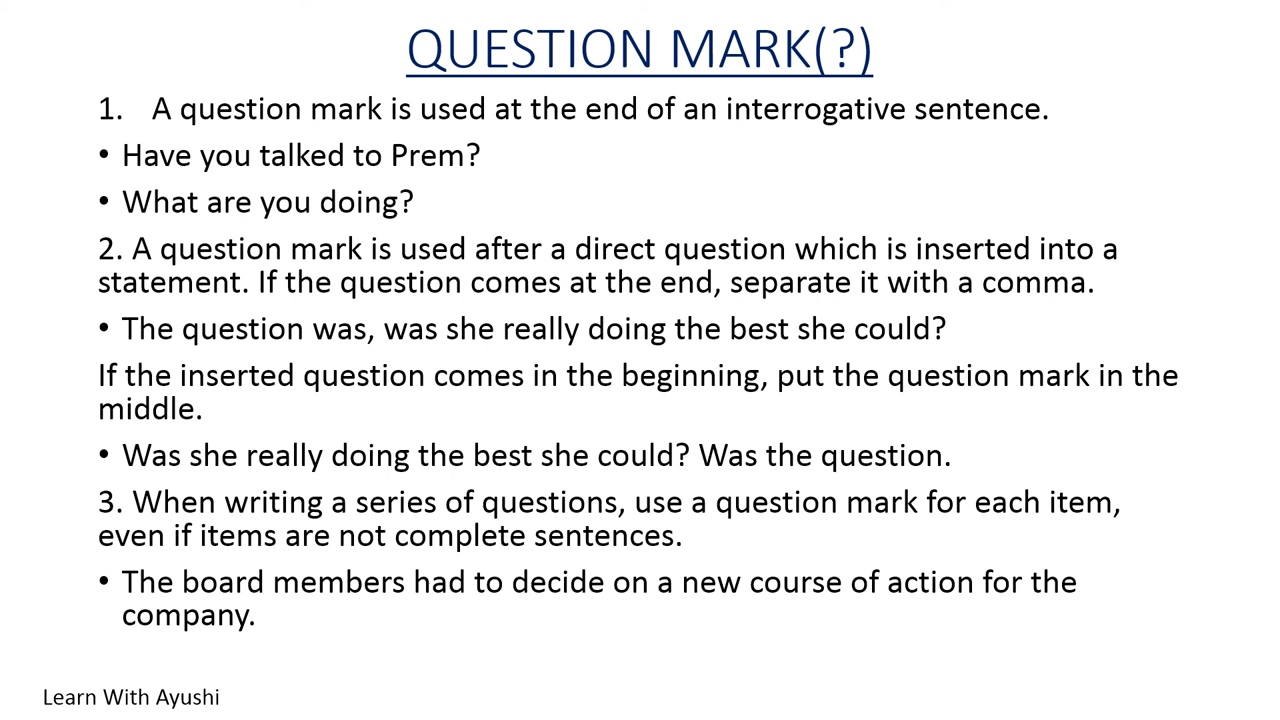 QUESTION MARK(?)
1. A question mark is used at the end of an interrogative sentence.
• Have you talked to Prem?
• What are you doing?
2. A question mark is used after a direct question which is inserted into a
statement. If the question comes at the end, separate it with a comma.
• The question was, was she really doing the best she could?
If the inserted question comes in the beginning, put the question mark in the
middle.
• Was she really doing the best she could? Was the question.
3. When writing a series of questions, use a question mark for each item,
even if items are not complete sentences.
• The board members had to decide on a new course of action for the
company.
Learn With Ayushi